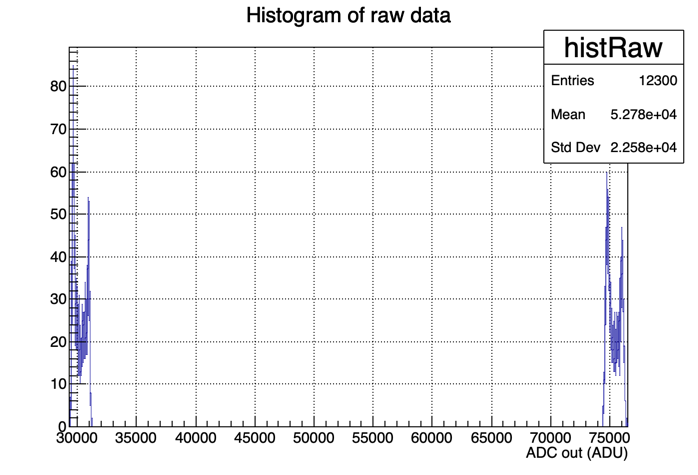 Histogram of raw data
histRaw
Entries 12300
Mean 5.278e+04
Std Dev 2.258e+04
80
70
60
50
40
30
20
10
0
30000 35000 40000 45000 50000 55000 60000 65000 70000 75000
ADC out (ADU)